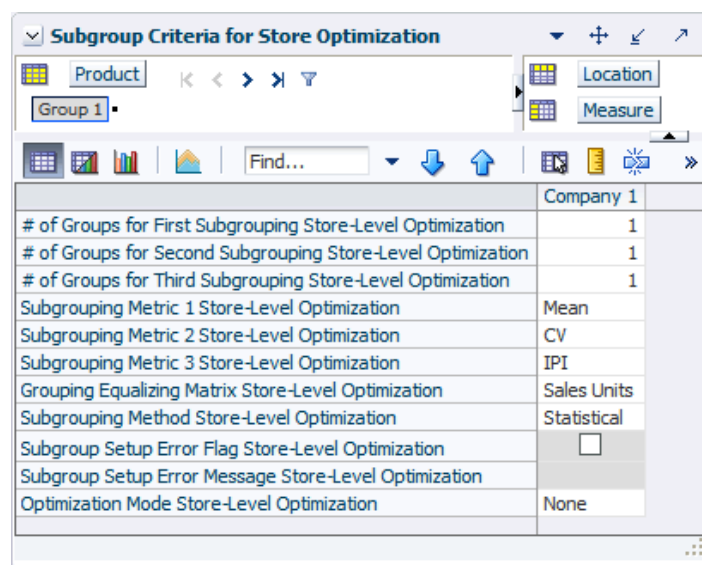 Subgroup Criteria for Store Optimization
Product
Location
Group 1
Measure
Find...
Company 1
# of Groups for First Subgrouping Store-Level Optimization 1
# of Groups for Second Subgrouping Store-Level Optimization 1
# of Groups for Third Subgrouping Store-Level Optimization 1
Subgrouping Metric 1 Store-Level Optimization Mean
Subgrouping Metric 2 Store-Level Optimization CV
Subgrouping Metric 3 Store-Level Optimization IPI
Grouping Equalizing Matrix Store-Level Optimization Sales Units
Subgrouping Method Store-Level Optimization Statistical
Subgroup Setup Error Flag Store-Level Optimization
Subgroup Setup Error Message Store-Level Optimization
Optimization Mode Store-Level Optimization None